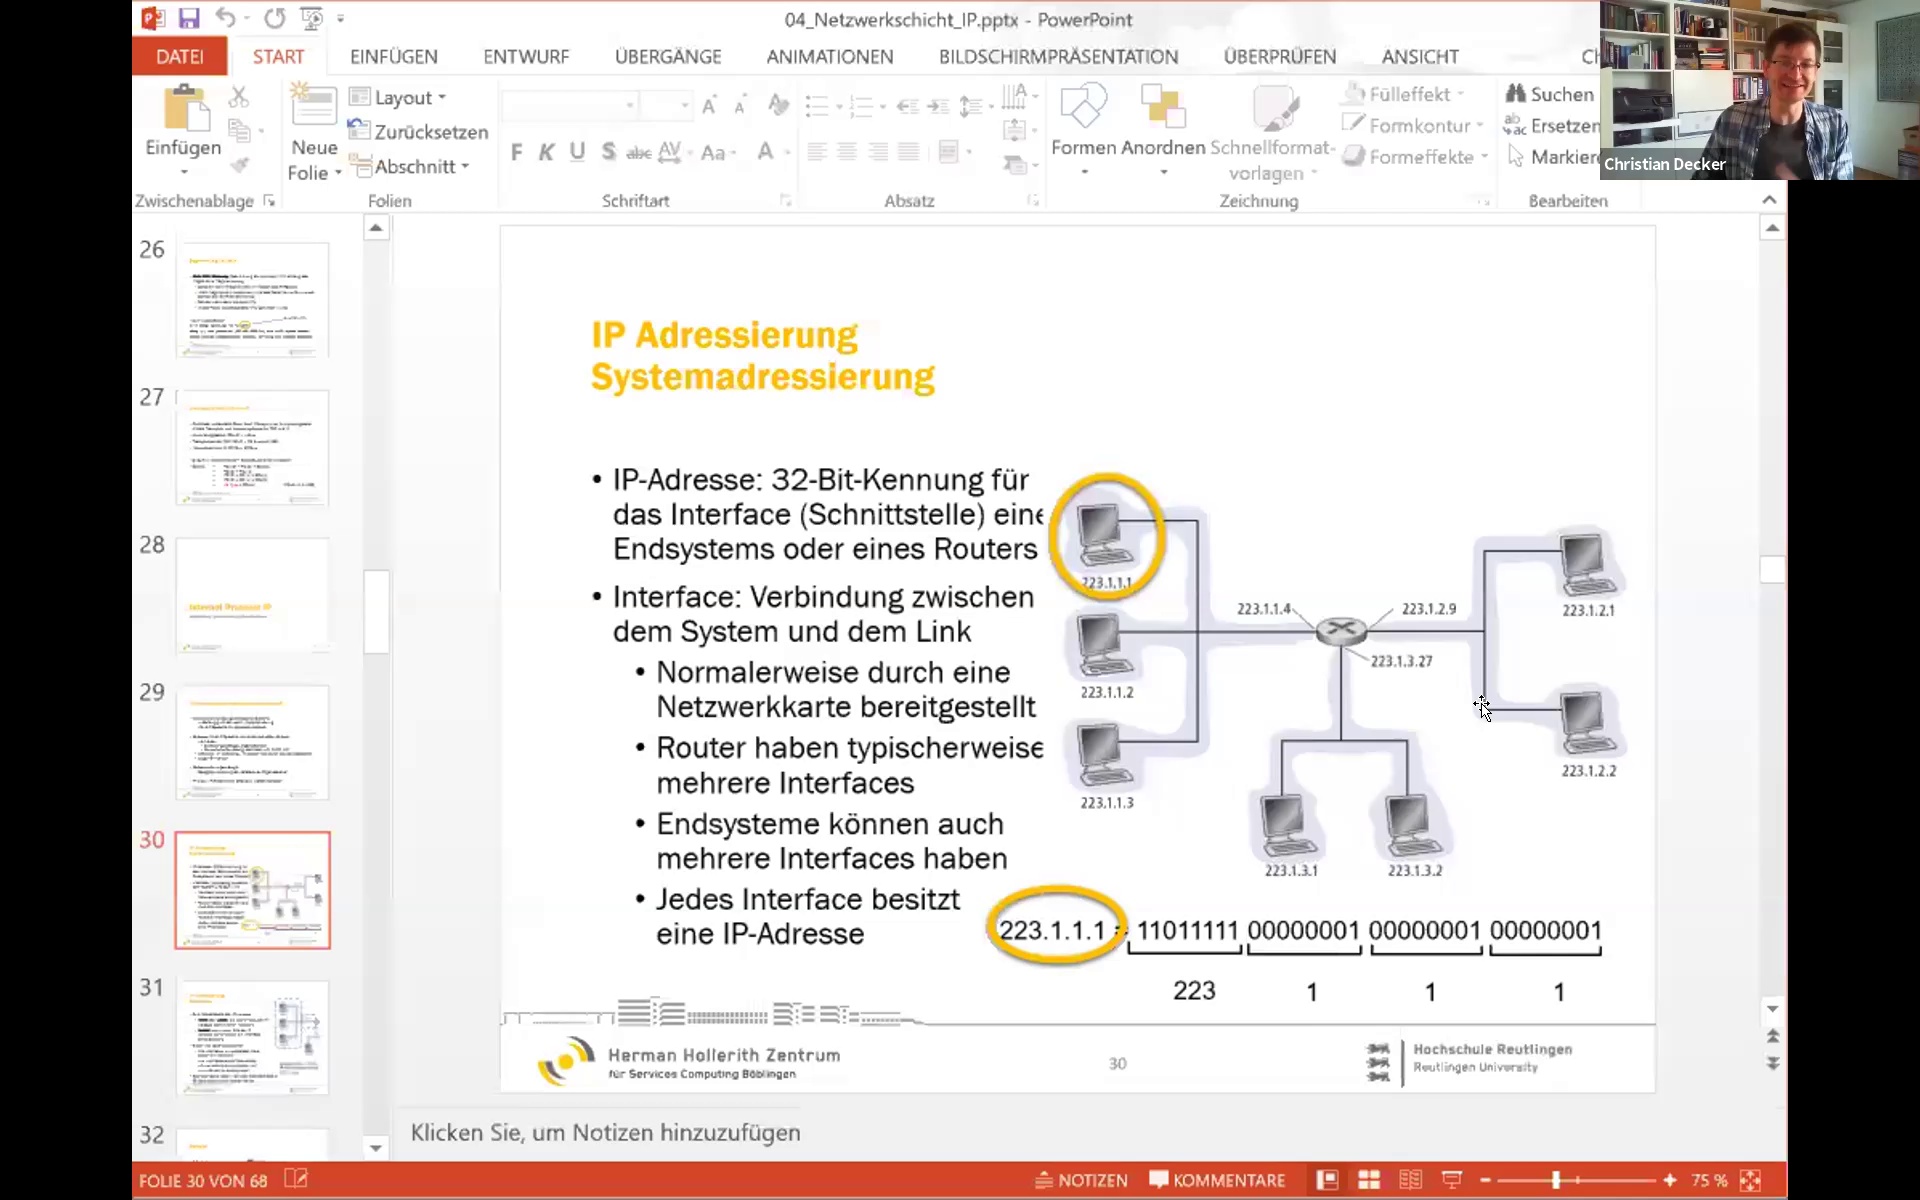 04_Netzwerkschicht_IP.pptx - PowerPoint
DATEI START EINFÜGEN ENTWURF ÜBERGÄNGE ANIMATIONEN BILDSCHIRMPRÄSENTATION ÜBERPRÜFEN ANSICHT
Einfügen
Neue
Folie
Layout
Zurücksetzen
Abschnitt
F K U S abc AV Aa A
Formen Anordnen Schnellformat-
vorlagen
Fülleffekt
Formkontur
Formeffekte
Suchen
Ersetzen
Zwischenablage Folien Schriftart Absatz Zeichnung Bearbeiten
Christian Decker
26
27
28
Internet Protocol IP
29
30
31
32
IP Adressierung
Systemadressierung
• IP-Adresse: 32-Bit-Kennung für
das Interface (Schnittstelle) eine
Endsystems oder eines Routers
• Interface: Verbindung zwischen
dem System und dem Link
• Normalerweise durch eine
Netzwerkkarte bereitgestellt
• Router haben typischerweise
mehrere Interfaces
• Endsysteme können auch
mehrere Interfaces haben
• Jedes Interface besitzt
eine IP-Adresse
223.1.1.1
223.1.1.2
223.1.1.3
223.1.1.4
223.1.2.9
223.1.3.27
223.1.2.1
223.1.2.2
223.1.3.1
223.1.3.2
223.1.1.1 = 11011111 00000001 00000001 00000001
223 1 1 1
Herman Hollerith Zentrum
für Services Computing Böblingen
30
Hochschule Reutlingen
Reutlingen University
Klicken Sie, um Notizen hinzuzufügen
FOLIE 30 VON 68
NOTIZEN KOMMENTARE 75 %